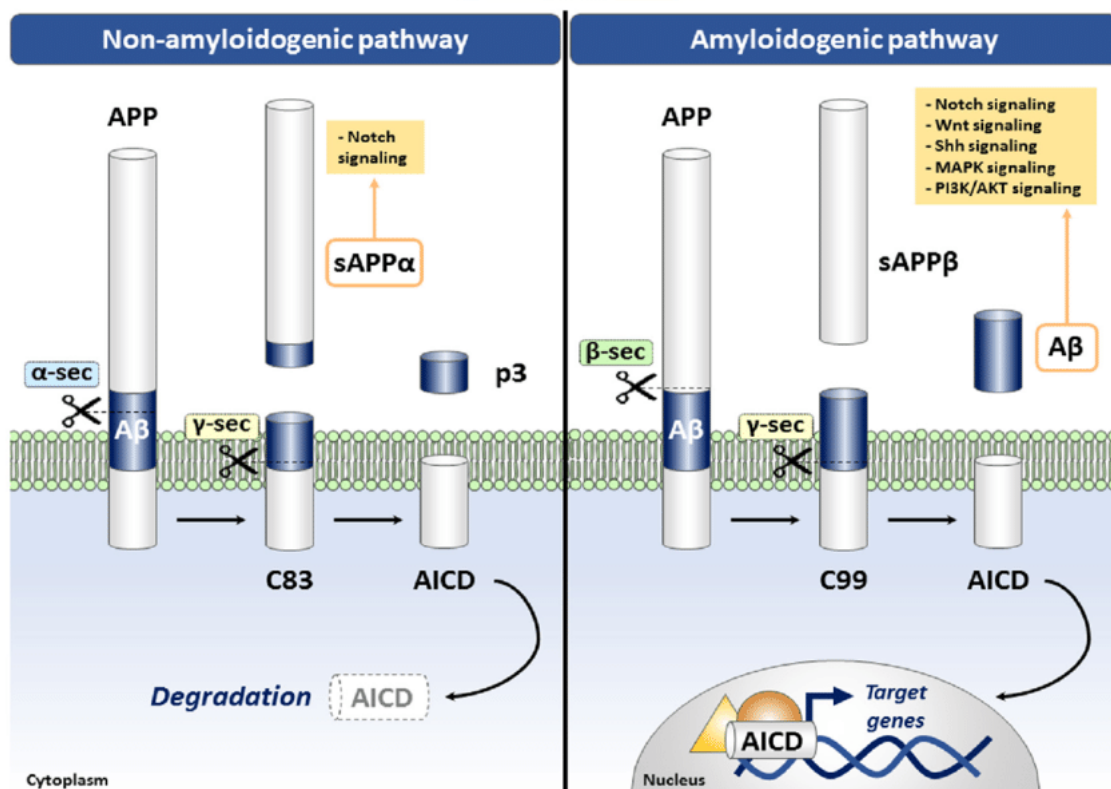 Non-amyloidogenic pathway
APP
- Notch
signaling
sAPPα
α-sec
Aβ
γ-sec
p3
C83
AICD
Degradation
AICD
Cytoplasm
Amyloidogenic pathway
APP
- Notch signaling
- Wnt signaling
- Shh signaling
- MAPK signaling
- PI3K/AKT signaling
sAPPβ
β-sec
Aβ
Aβ
γ-sec
C99
AICD
Target
genes
AICD
Nucleus